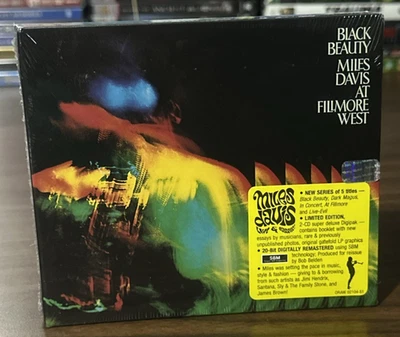 BLACK
BEAUTY
MILES
DAVIS
AT
FILLMORE
WEST
miles
davis
• NEW SERIES of 5 titles —
Black Beauty, Dark Magus,
In Concert, At Fillmore
and Live-Evil
• LIMITED EDITION,
2-CD super deluxe Digipak —
contains booklet with new
essays by musicians, rare & previously
unpublished photos, original gatefold LP graphics
• 20-Bit DIGITALLY REMASTERED using SBM
SBM technology; Produced for reissue
by Bob Belden
• Miles was setting the pace in music,
style & fashion — giving to & borrowing
from such artists as Jimi Hendrix,
Santana, Sly & The Family Stone, and
James Brown!